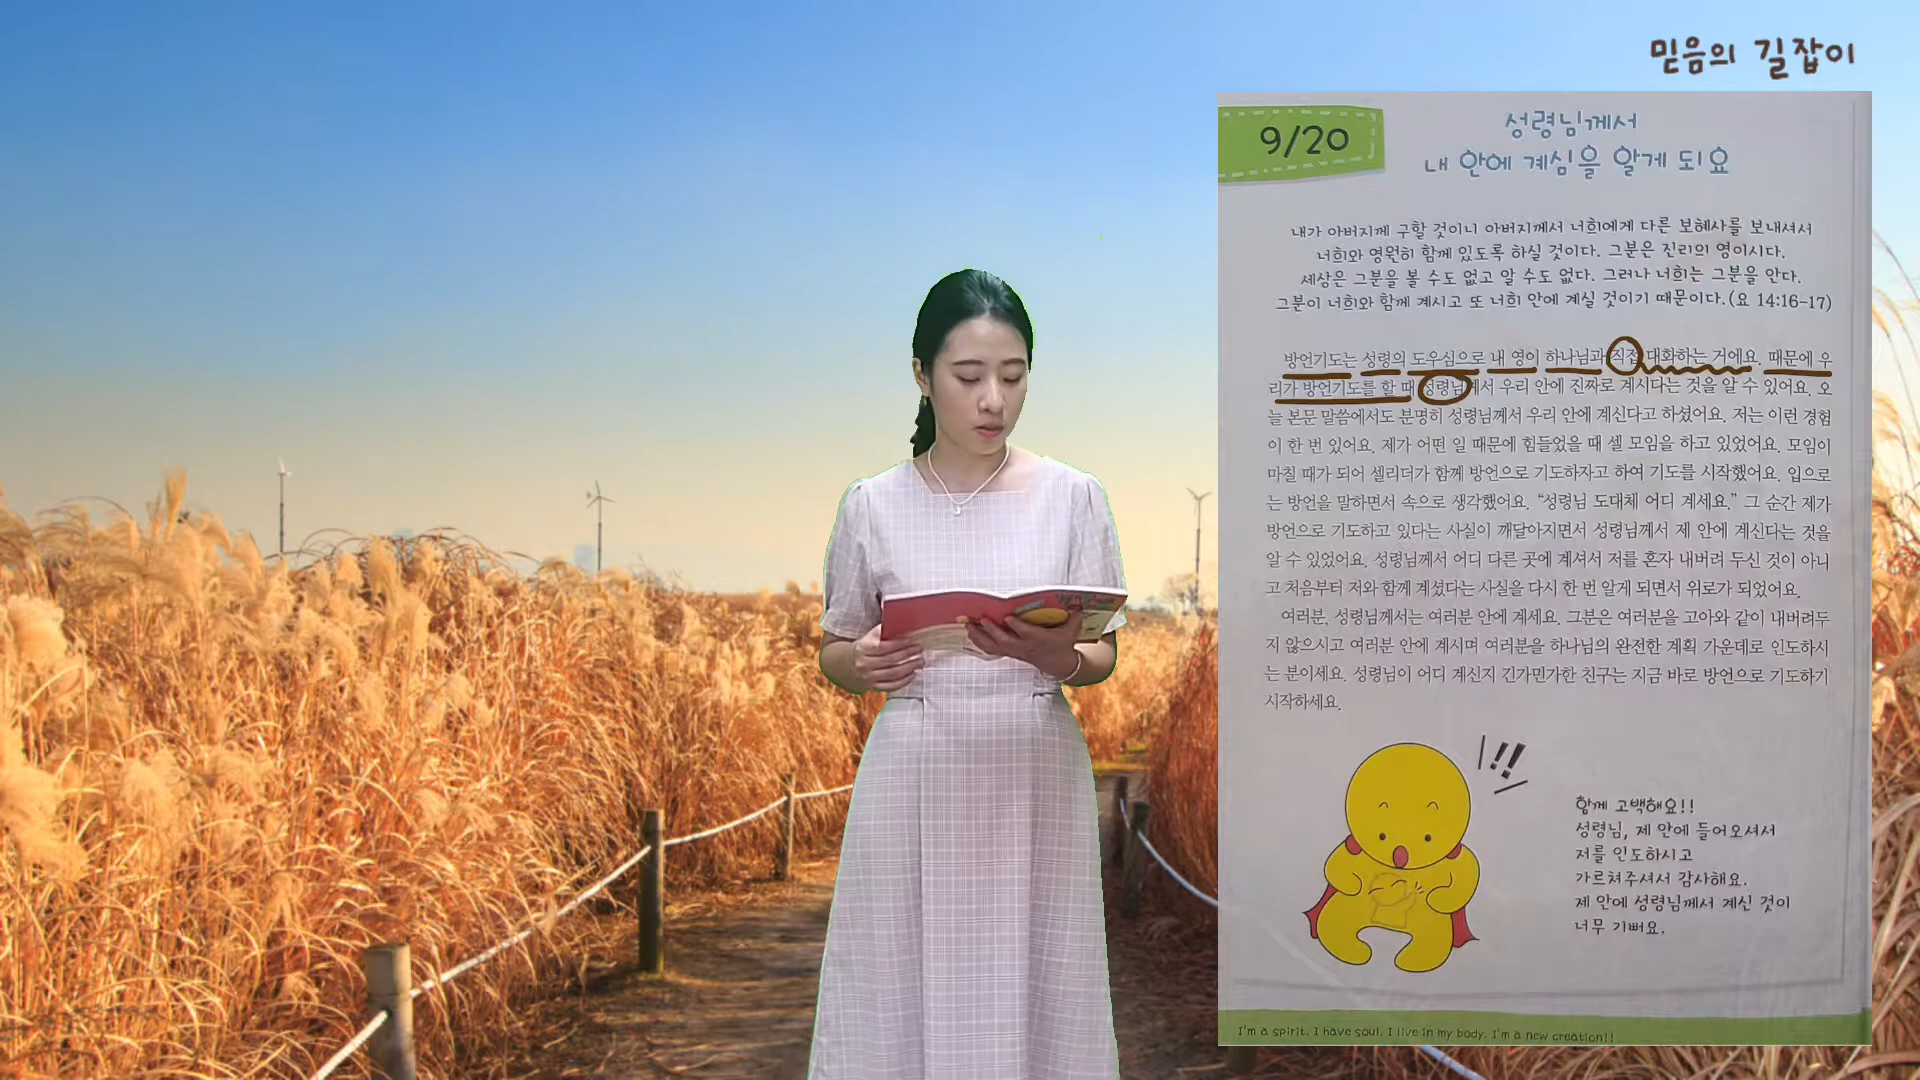 믿음의 길잡이
9/20
성령님께서
내 안에 계심을 알게 되요
내가 아버지께 구할 것이니 아버지께서 너희에게 다른 보혜사를 보내셔서
너희와 영원히 함께 있도록 하실 것이다. 그분은 진리의 영이시다.
세상은 그분을 볼 수도 없고 알 수도 없다. 그러나 너희는 그분을 안다.
그분이 너희와 함께 계시고 또 너희 안에 계실 것이기 때문이다.(요 14:16-17)
방언기도는 성령의 도우심으로 내 영이 하나님과 직접 대화하는 거에요. 때문에 우
리가 방언기도를 할 때 성령님께서 우리 안에 진짜로 계시다는 것을 알 수 있어요. 오
늘 본문 말씀에서도 분명히 성령님께서 우리 안에 계신다고 하셨어요. 저는 이런 경험
이 한 번 있어요. 제가 어떤 일 때문에 힘들었을 때 셀 모임을 하고 있었어요. 모임이
마칠 때가 되어 셀리더가 함께 방언으로 기도하자고 하여 기도를 시작했어요. 입으로
는 방언을 말하면서 속으로 생각했어요. “성령님 도대체 어디 계세요.” 그 순간 제가
방언으로 기도하고 있다는 사실이 깨달아지면서 성령님께서 제 안에 계신다는 것을
알 수 있었어요. 성령님께서 어디 다른 곳에 계셔서 저를 혼자 내버려 두신 것이 아니
고 처음부터 저와 함께 계셨다는 사실을 다시 한 번 알게 되면서 위로가 되었어요.
여러분, 성령님께서는 여러분 안에 계세요. 그분은 여러분을 고아와 같이 내버려두
지 않으시고 여러분 안에 계시며 여러분을 하나님의 완전한 계획 가운데로 인도하시
는 분이세요. 성령님이 어디 계신지 긴가민가한 친구는 지금 바로 방언으로 기도하기
시작하세요.
!!!
함께 고백해요!!
성령님, 제 안에 들어오셔서
저를 인도하시고
가르쳐주셔서 감사해요.
제 안에 성령님께서 계신 것이
너무 기뻐요.
I'm a spirit. I have soul. I live in my body. I'm a new creation!!